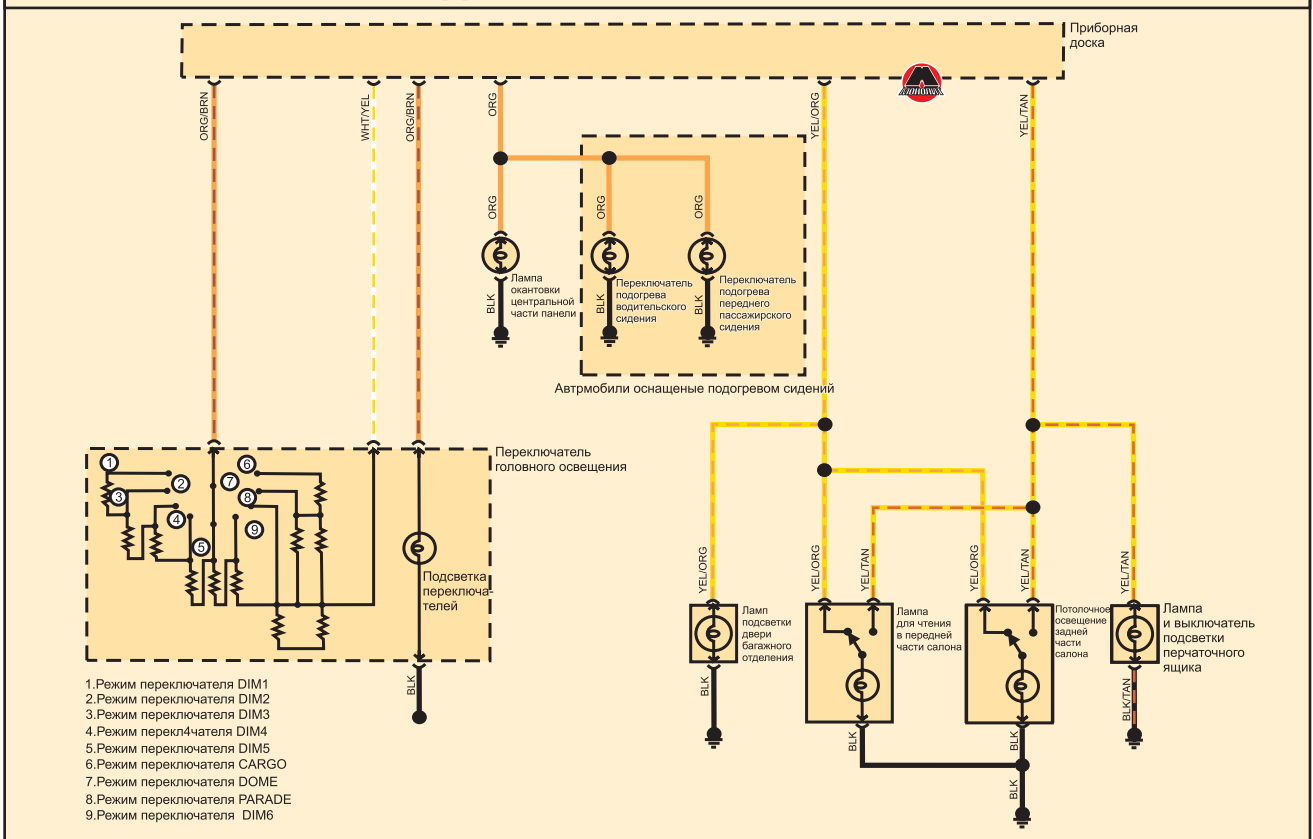 Приборная
доска
ORG/BRN
WHT/YEL
ORG/BRN
ORG
YEL/ORG
YEL/TAN
ORG
ORG
ORG
Лампа
окантовки
центральной
части панели
BLK
Переключатель
подогрева
водительского
сидения
BLK
Переключатель
подогрева
переднего
пассажирского
сидения
BLK
Автрмобили оснащеные подогревом сидений
Переключатель
головного освещения
1
2
3
4
5
6
7
8
9
Подсветка
переключа-
телей
BLK
YEL/ORG
YEL/ORG
YEL/TAN
YEL/ORG
YEL/TAN
YEL/TAN
Ламп
подсветки
двери
багажного
отделения
Лампа
для чтения
в передней
части салона
Потолочное
освещение
задней
части
салона
Лампа
и выключатель
подсветки
перчаточного
ящика
BLK
BLK
BLK
BLK
BLK/TAN
1.Режим переключателя DIM1
2.Режим переключателя DIM2
3.Режим переключателя DIM3
4.Режим перекл4чателя DIM4
5.Режим переключателя DIM5
6.Режим переключателя CARGO
7.Режим переключателя DOME
8.Режим переключателя PARADE
9.Режим переключателя DIM6